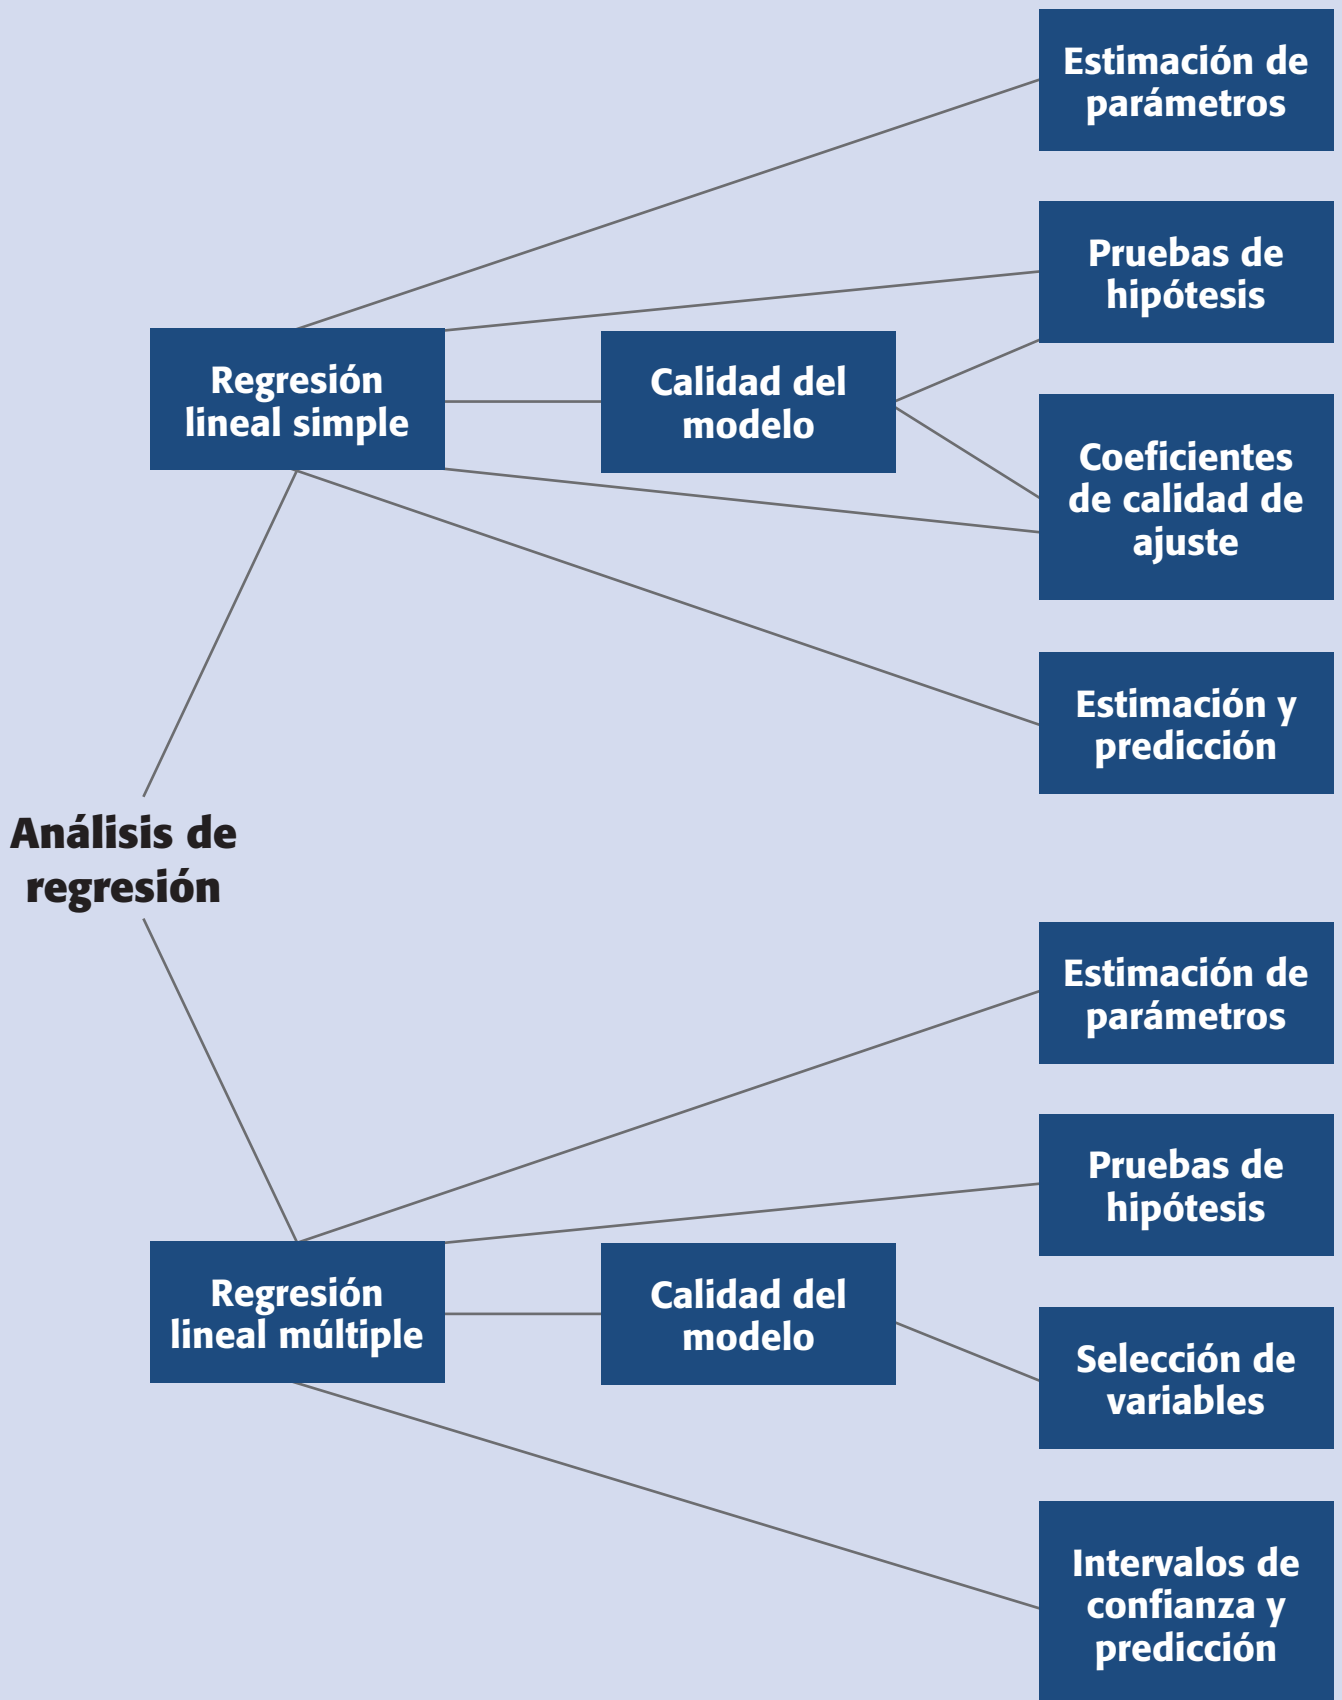 Estimación de
parámetros
Pruebas de
hipótesis
Regresión
lineal simple
Calidad del
modelo
Coeficientes
de calidad de
ajuste
Estimación y
predicción
Análisis de
regresión
Estimación de
parámetros
Pruebas de
hipótesis
Regresión
lineal múltiple
Calidad del
modelo
Selección de
variables
Intervalos de
confianza y
predicción